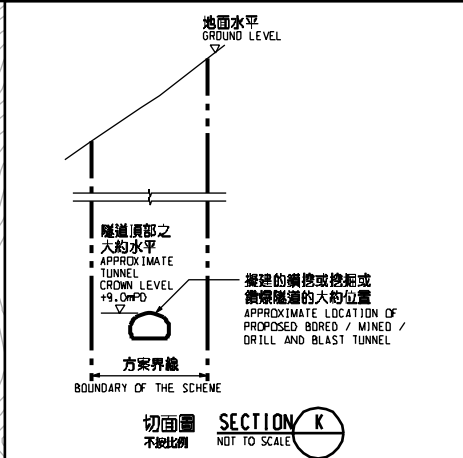 地面水平
GROUND LEVEL
隧道頂部之
大約水平
APPROXIMATE
TUNNEL
CROWN LEVEL
+9.0mPD
擬建的鑽挖或挖掘或
鑽爆隧道的大約位置
APPROXIMATE LOCATION OF
PROPOSED BORED / MINED /
DRILL AND BLAST TUNNEL
方案界線
BOUNDARY OF THE SCHEME
切面圖 SECTION K
不按比例 NOT TO SCALE